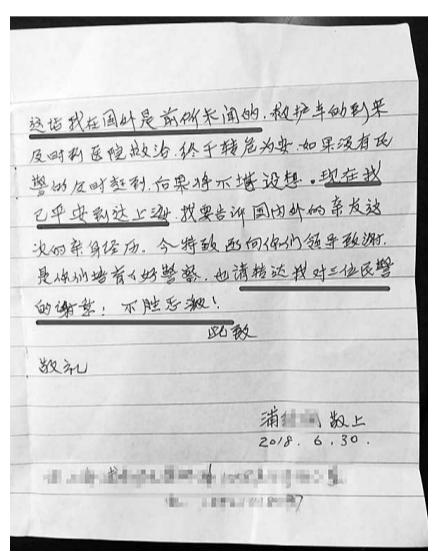 这话我在国外是前所未闻的，救护车的到来
及时到医院救治，终于转危为安。如果没有民
警的及时赶到，后果将不堪设想。现在我
已平安到达上海，我要告诉国内外的亲友这
次的亲身经历。今特致函向你们领导致谢，
是你们培育了好警察，也请转达我对三位民警
的谢意！不胜感激！
此致
敬礼
浦 敬上
2018.6.30.